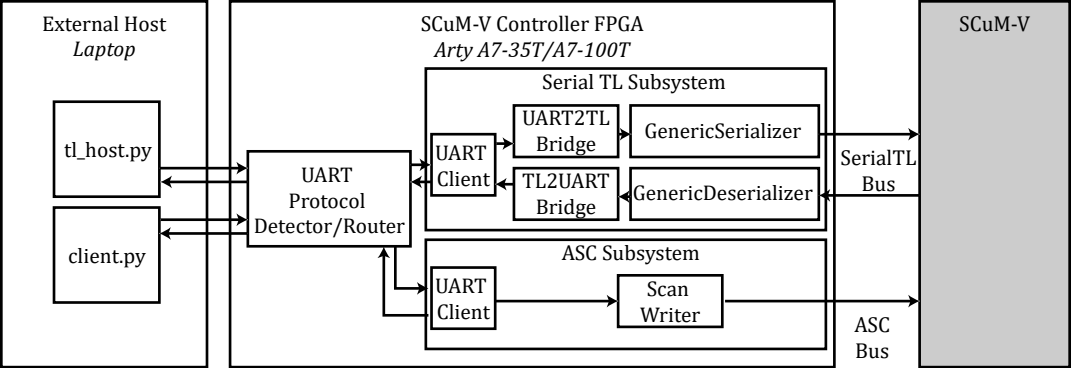 External Host
Laptop
tl_host.py
client.py
SCuM-V Controller FPGA
Arty A7-35T/A7-100T
UART
Protocol
Detector/Router
Serial TL Subsystem
UART
Client
UART2TL
Bridge
GenericSerializer
TL2UART
Bridge
GenericDeserializer
ASC Subsystem
UART
Client
Scan
Writer
SerialTL
Bus
ASC
Bus
SCuM-V